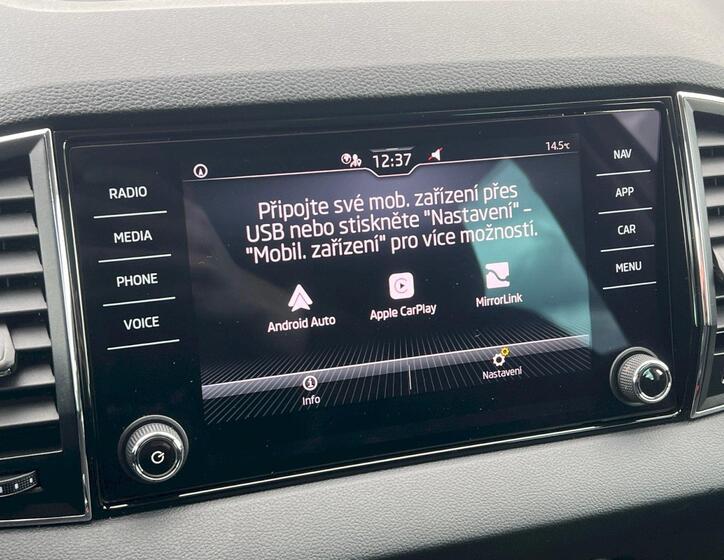 12:37
14.5°C
RADIO
MEDIA
PHONE
VOICE
Připojte své mob. zařízení přes
USB nebo stiskněte "Nastavení" –
"Mobil. zařízení" pro více možností.
Android Auto
Apple CarPlay
MirrorLink
Info
Nastavení
NAV
APP
CAR
MENU